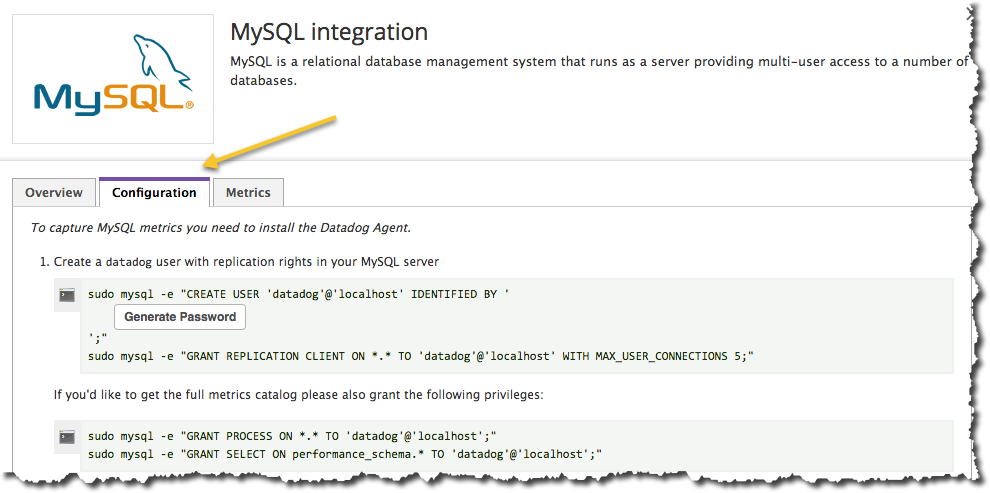 MySQL®
MySQL integration
MySQL is a relational database management system that runs as a server providing multi-user access to a number of
databases.
Overview
Configuration
Metrics
To capture MySQL metrics you need to install the Datadog Agent.
1. Create a datadog user with replication rights in your MySQL server
sudo mysql -e "CREATE USER 'datadog'@'localhost' IDENTIFIED BY '
Generate Password
';"
sudo mysql -e "GRANT REPLICATION CLIENT ON *.* TO 'datadog'@'localhost' WITH MAX_USER_CONNECTIONS 5;"
If you'd like to get the full metrics catalog please also grant the following privileges:
sudo mysql -e "GRANT PROCESS ON *.* TO 'datadog'@'localhost';"
sudo mysql -e "GRANT SELECT ON performance_schema.* TO 'datadog'@'localhost';"